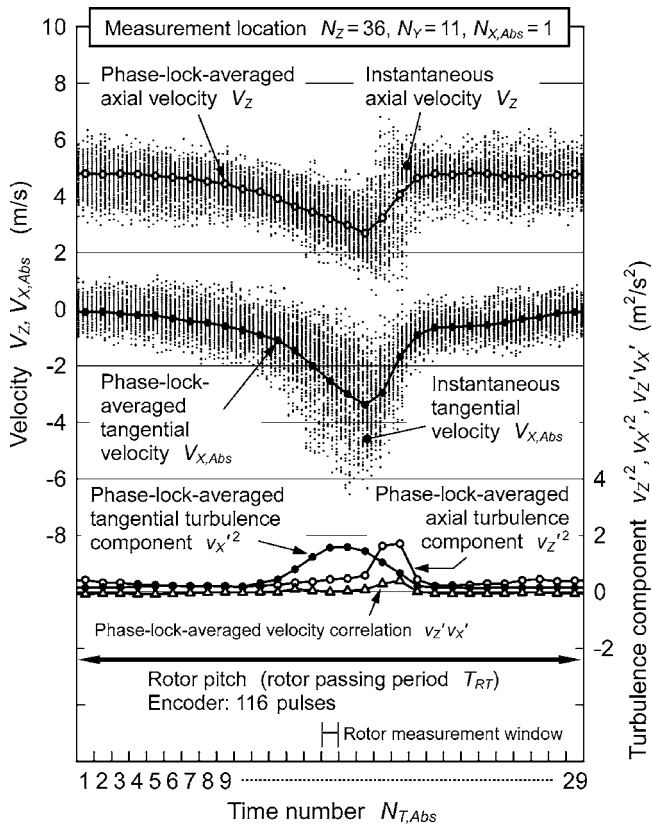 Measurement location N_Z = 36, N_Y = 11, N_X,Abs = 1
Phase-lock-averaged
axial velocity V_Z
Instantaneous
axial velocity V_Z
10
8
6
4
2
0
-2
-4
-6
-8
Velocity V_Z, V_X,Abs (m/s)
Phase-lock-
averaged
tangential
velocity V_X,Abs
Instantaneous
tangential
velocity V_X,Abs
Phase-lock-averaged
tangential turbulence
component v_X'²
Phase-lock-averaged
axial turbulence
component v_Z'²
4
2
0
-2
Turbulence component v_Z'², v_X'², v_Z'v_X' (m²/s²)
Phase-lock-averaged velocity correlation v_Z'v_X'
Rotor pitch (rotor passing period T_RT)
Encoder: 116 pulses
Rotor measurement window
1 2 3 4 5 6 7 8 9 29
Time number N_T,Abs